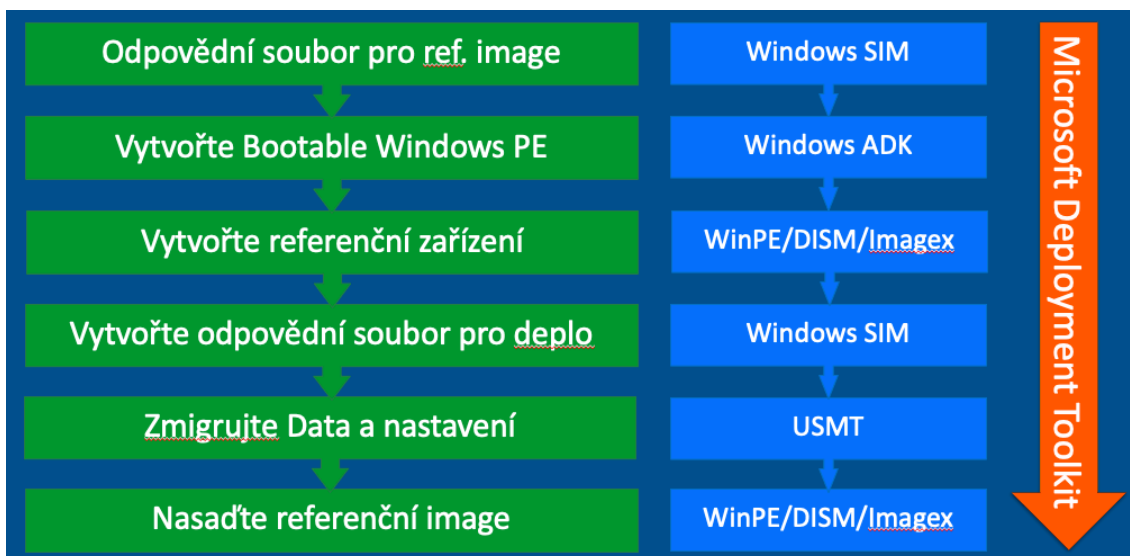 Odpovědní soubor pro ref. image
Windows SIM
Vytvořte Bootable Windows PE
Windows ADK
Vytvořte referenční zařízení
WinPE/DISM/Imagex
Vytvořte odpovědní soubor pro deplo
Windows SIM
Zmigrujte Data a nastavení
USMT
Nasaďte referenční image
WinPE/DISM/Imagex
Microsoft Deployment Toolkit